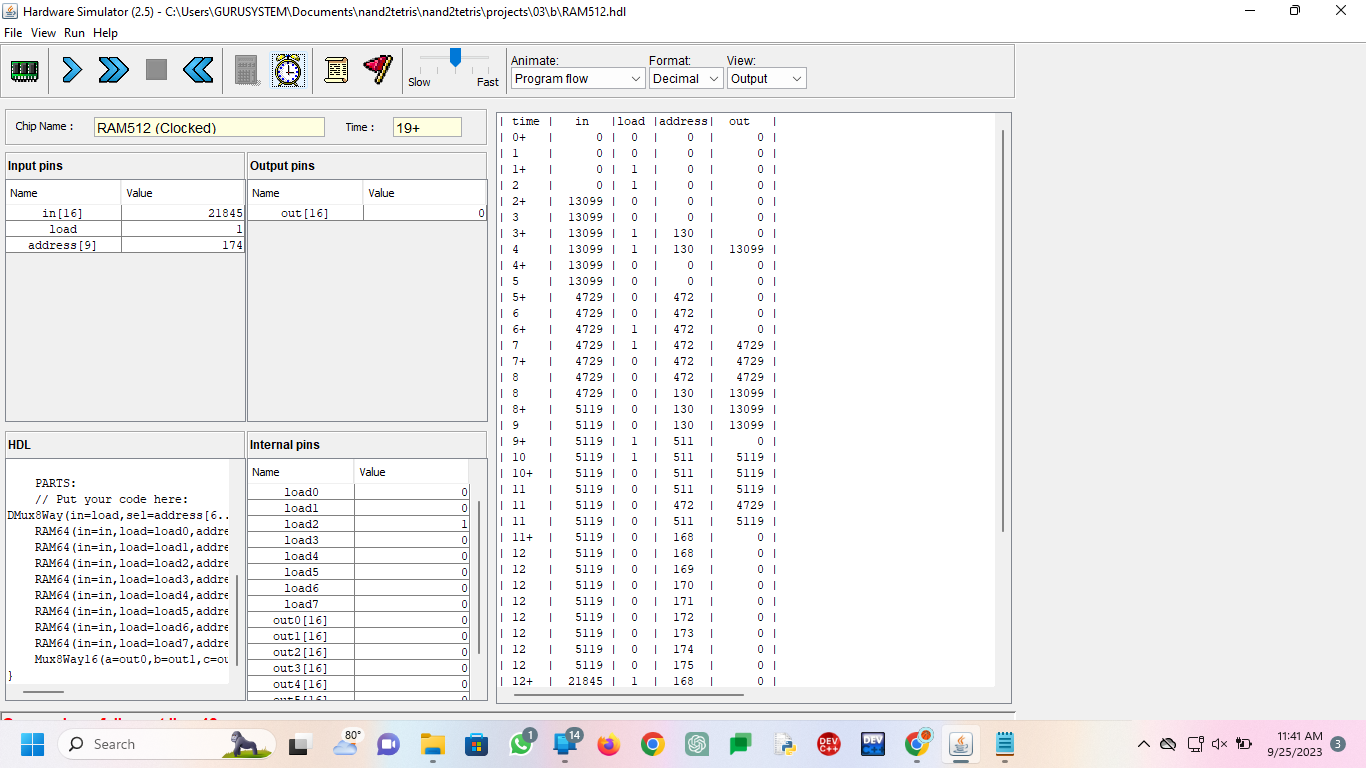 Hardware Simulator (2.5) - C:\Users\GURUSYSTEM\Documents\nand2tetris\nand2tetris\projects\03\b\RAM512.hdl
File View Run Help
Slow Fast
Animate: Format: View:
Program flow Decimal Output
Chip Name : RAM512 (Clocked) Time : 19+
Input pins
Name Value
in[16] 21845
load 1
address[9] 174
Output pins
Name Value
out[16] 0
HDL
PARTS:
// Put your code here:
DMux8Way(in=load,sel=address[6..
RAM64(in=in,load=load0,addre
RAM64(in=in,load=load1,addre
RAM64(in=in,load=load2,addre
RAM64(in=in,load=load3,addre
RAM64(in=in,load=load4,addre
RAM64(in=in,load=load5,addre
RAM64(in=in,load=load6,addre
RAM64(in=in,load=load7,addre
Mux8Way16(a=out0,b=out1,c=ou
}
Internal pins
Name Value
load0 0
load1 0
load2 1
load3 0
load4 0
load5 0
load6 0
load7 0
out0[16] 0
out1[16] 0
out2[16] 0
out3[16] 0
out4[16] 0
| time | in |load |address| out |
| 0+ | 0 | 0 | 0 | 0 |
| 1 | 0 | 0 | 0 | 0 |
| 1+ | 0 | 1 | 0 | 0 |
| 2 | 0 | 1 | 0 | 0 |
| 2+ | 13099 | 0 | 0 | 0 |
| 3 | 13099 | 0 | 0 | 0 |
| 3+ | 13099 | 1 | 130 | 0 |
| 4 | 13099 | 1 | 130 | 13099 |
| 4+ | 13099 | 0 | 0 | 0 |
| 5 | 13099 | 0 | 0 | 0 |
| 5+ | 4729 | 0 | 472 | 0 |
| 6 | 4729 | 0 | 472 | 0 |
| 6+ | 4729 | 1 | 472 | 0 |
| 7 | 4729 | 1 | 472 | 4729 |
| 7+ | 4729 | 0 | 472 | 4729 |
| 8 | 4729 | 0 | 472 | 4729 |
| 8 | 4729 | 0 | 130 | 13099 |
| 8+ | 5119 | 0 | 130 | 13099 |
| 9 | 5119 | 0 | 130 | 13099 |
| 9+ | 5119 | 1 | 511 | 0 |
| 10 | 5119 | 1 | 511 | 5119 |
| 10+ | 5119 | 0 | 511 | 5119 |
| 11 | 5119 | 0 | 511 | 5119 |
| 11 | 5119 | 0 | 472 | 4729 |
| 11 | 5119 | 0 | 511 | 5119 |
| 11+ | 5119 | 0 | 168 | 0 |
| 12 | 5119 | 0 | 168 | 0 |
| 12 | 5119 | 0 | 169 | 0 |
| 12 | 5119 | 0 | 170 | 0 |
| 12 | 5119 | 0 | 171 | 0 |
| 12 | 5119 | 0 | 172 | 0 |
| 12 | 5119 | 0 | 173 | 0 |
| 12 | 5119 | 0 | 174 | 0 |
| 12 | 5119 | 0 | 175 | 0 |
| 12+ | 21845 | 1 | 168 | 0 |
Search
80°
1
14
DEV C++
DEV
11:41 AM
9/25/2023
3